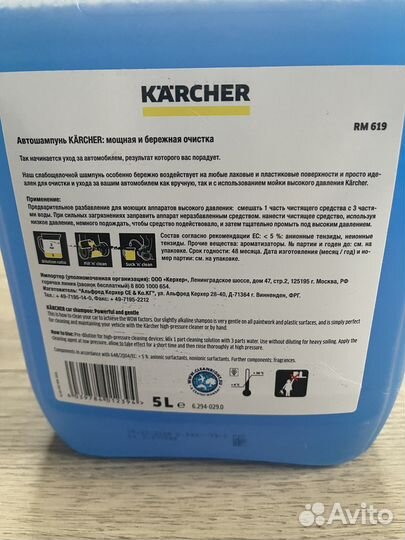 KÄRCHER
RM 619
Автошампунь KÄRCHER: мощная и бережная очистка
Так начинается уход за автомобилем, результат которого вас порадует.
Наш слабощелочной шампунь особенно бережно воздействует на любые лаковые и пластиковые поверхности и просто идеа-
лен для очистки и ухода за вашим автомобилем как вручную, так и с использованием мойки высокого давления Kärcher.
Применение:
Предварительное разбавление для моющих аппаратов высокого давления: смешать 1 часть чистящего средства с 3 частя-
ми воды. При сильных загрязнениях заправить аппарат неразбавленным средством. нанести чистящее средство, используя
низкое давление, немного подождать, чтобы средство подействовало, и затем тщательно промыть под высоким давлением.
Состав согласно рекомендации ЕС: < 5 %: анионные тензиды, неионные
тензиды. Прочие вещества: ароматизаторы. № партии и годен до: см. на
упаковке. Срок годности: 48 месяца. Дата изготовления (месяц / год) и но-
мер партии: см. на упаковке.
Solution ratio
Fill 'n' clean
Suck 'n' clean
Импортер (уполномоченная организация): ООО «Керхер», Ленинградское шоссе, дом 47, стр.2, 125195 г. Москва, РФ
горячая линия (звонок бесплатный) 8 800 1000 654.
Изготовитель: "Альфред Керхер СЕ & Ко.КГ", ул. Альфред Керхер 28-40, Д-71364 г. Винненден, ФРГ.
T.: + 49-7195-14-0, Факс: + 49-7195-2212
KÄRCHER car shampoo: Powerful and gentle
This is how to clean your car to achieve the WOW factors. Our slightly alkaline shampoo is very gentle on all paintwork and plastic surfaces, and is simply perfect
for cleaning and maintaining your vehicle with the Kärcher high-pressure cleaner or by hand.
How to use: Pre-dilution for high-pressure cleaning devices: Mix 1 part cleaning solution with 3 parts water. Use without diluting for heavy soiling. Apply the
cleaning agent at low pressure, allow to take effect for a short time and then rinse thoroughly at high pressure.
Components in accordance with 648/2004/EC: < 5 % anionic surfactants, nonionic surfactants. Further components: fragrances.
5 L e
6.294-029.0
Avito